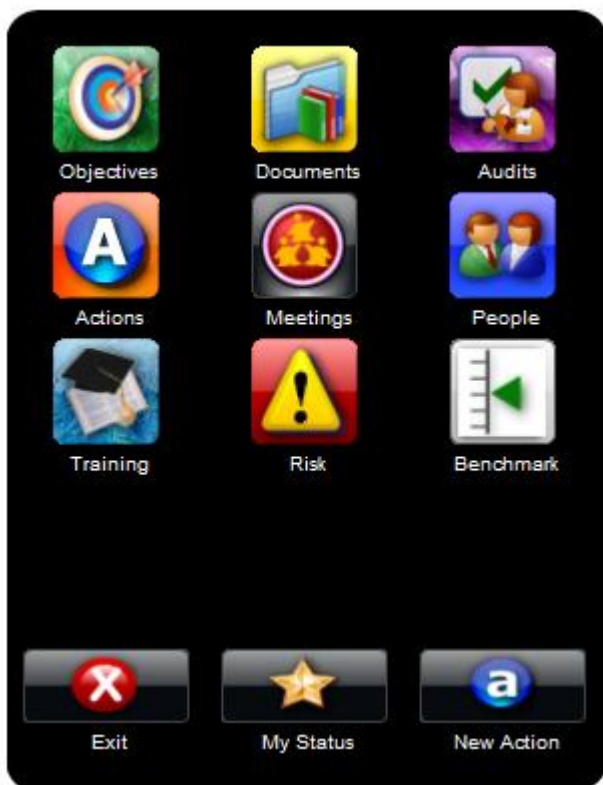 Objectives Documents Audits
A
Actions Meetings People
Training Risk Benchmark
X a
Exit My Status New Action